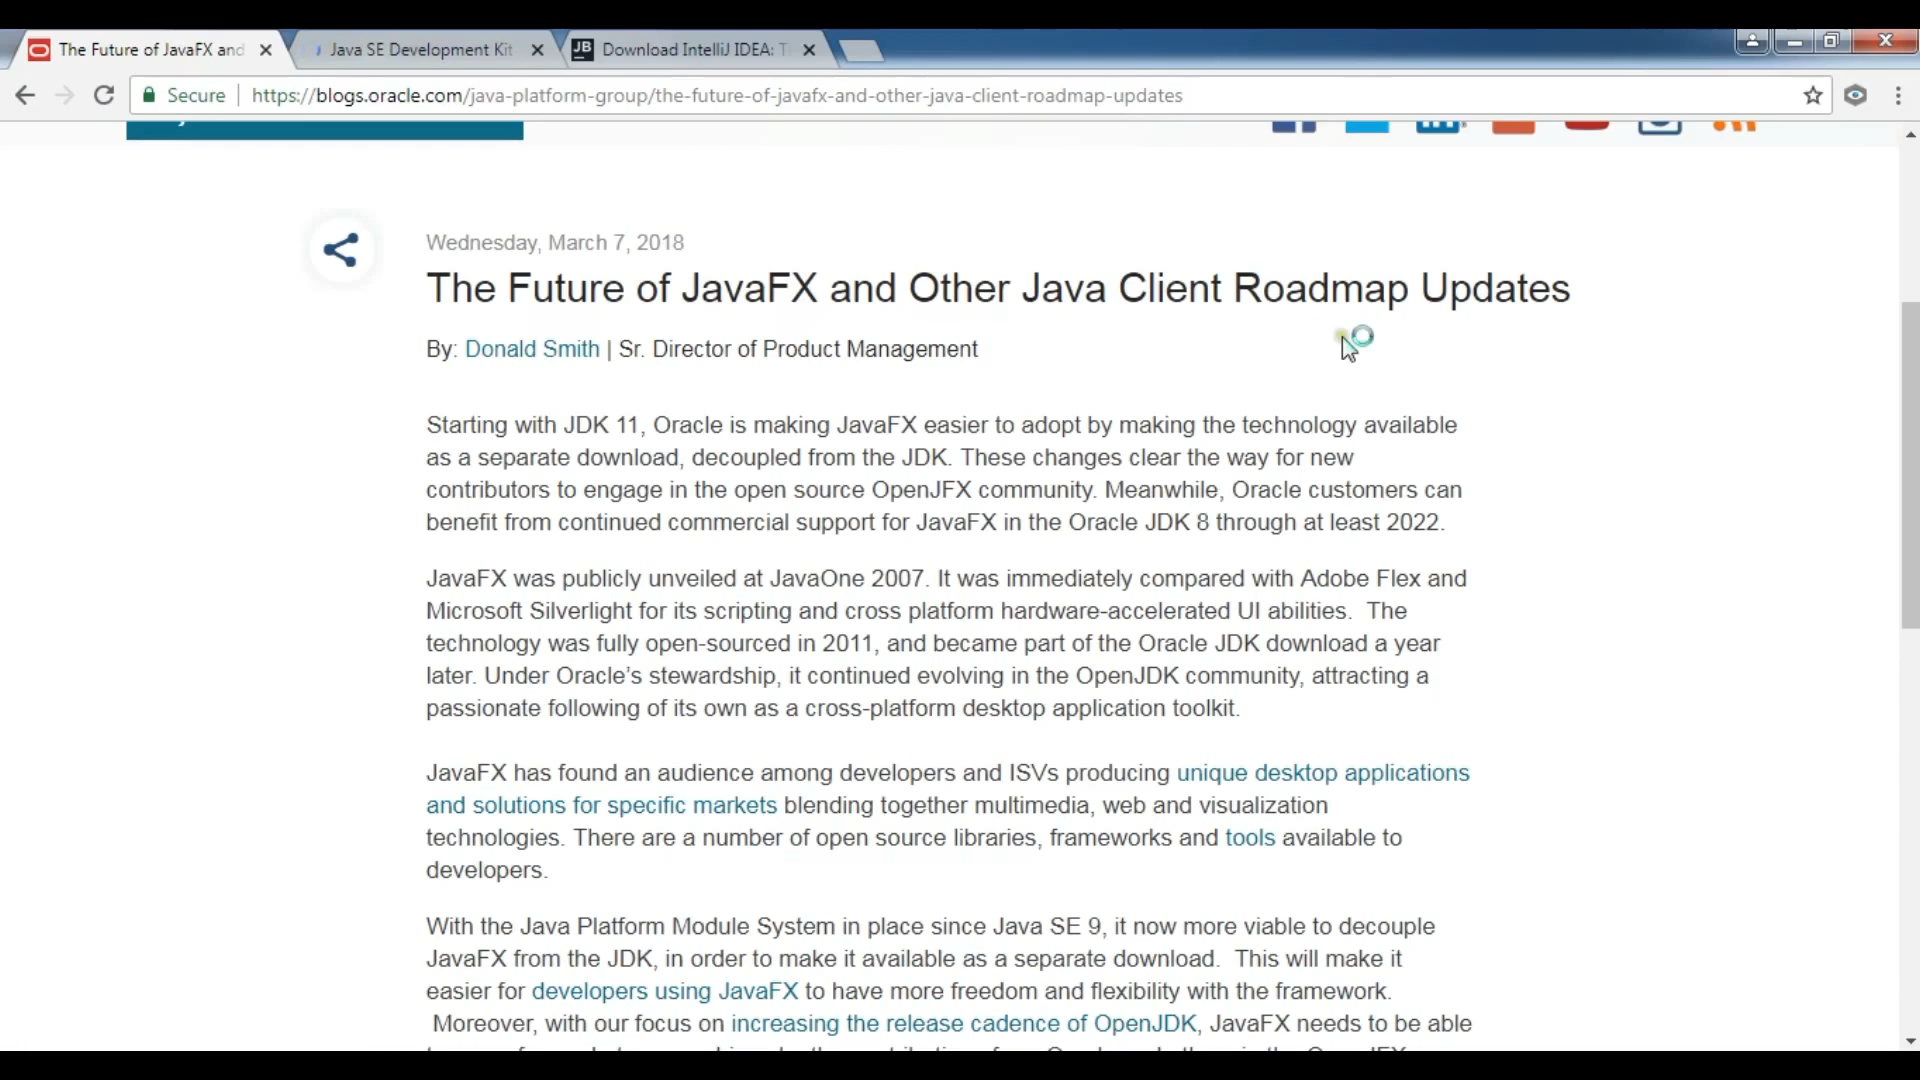 The Future of JavaFX and
Java SE Development Kit
JB
Download IntelliJ IDEA: T
Secure
https://blogs.oracle.com/java-platform-group/the-future-of-javafx-and-other-java-client-roadmap-updates
Wednesday, March 7, 2018
The Future of JavaFX and Other Java Client Roadmap Updates
By: Donald Smith | Sr. Director of Product Management
Starting with JDK 11, Oracle is making JavaFX easier to adopt by making the technology available
as a separate download, decoupled from the JDK. These changes clear the way for new
contributors to engage in the open source OpenJFX community. Meanwhile, Oracle customers can
benefit from continued commercial support for JavaFX in the Oracle JDK 8 through at least 2022.
JavaFX was publicly unveiled at JavaOne 2007. It was immediately compared with Adobe Flex and
Microsoft Silverlight for its scripting and cross platform hardware-accelerated UI abilities.  The
technology was fully open-sourced in 2011, and became part of the Oracle JDK download a year
later. Under Oracle’s stewardship, it continued evolving in the OpenJDK community, attracting a
passionate following of its own as a cross-platform desktop application toolkit.
JavaFX has found an audience among developers and ISVs producing unique desktop applications
and solutions for specific markets blending together multimedia, web and visualization
technologies. There are a number of open source libraries, frameworks and tools available to
developers.
With the Java Platform Module System in place since Java SE 9, it now more viable to decouple
JavaFX from the JDK, in order to make it available as a separate download.  This will make it
easier for developers using JavaFX to have more freedom and flexibility with the framework.
Moreover, with our focus on increasing the release cadence of OpenJDK, JavaFX needs to be able